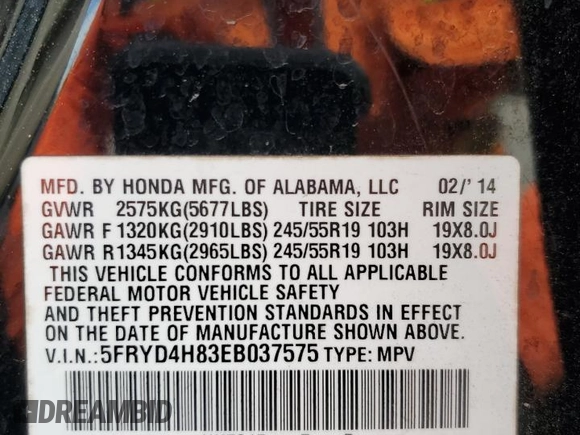 MFD. BY HONDA MFG. OF ALABAMA, LLC 02/' 14
GVWR 2575KG(5677LBS) TIRE SIZE RIM SIZE
GAWR F 1320KG(2910LBS) 245/55R19 103H 19X8.0J
GAWR R 1345KG(2965LBS) 245/55R19 103H 19X8.0J
THIS VEHICLE CONFORMS TO ALL APPLICABLE
FEDERAL MOTOR VEHICLE SAFETY
AND THEFT PREVENTION STANDARDS IN EFFECT
ON THE DATE OF MANUFACTURE SHOWN ABOVE.
V.I.N.:5FRYD4H83EB037575 TYPE: MPV
DREAMBID